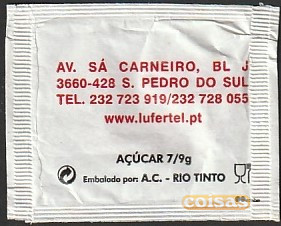 AV. SÁ CARNEIRO, BL J
3660-428 S. PEDRO DO SUL
TEL. 232 723 919/232 728 055
www.lufertel.pt
AÇÚCAR 7/9g
Embalado por: A.C. - RIO TINTO
coisas